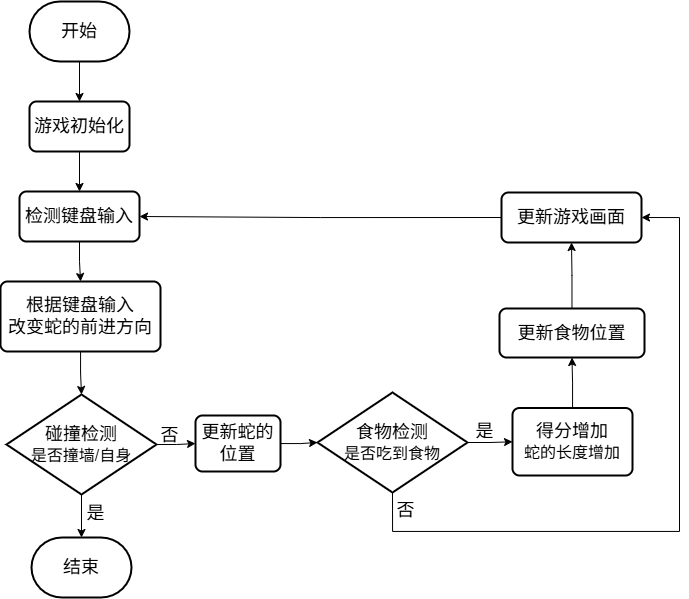 开始
游戏初始化
检测键盘输入
更新游戏画面
根据键盘输入
改变蛇的前进方向
更新食物位置
碰撞检测
是否撞墙/自身
否
更新蛇的
位置
食物检测
是否吃到食物
是
得分增加
蛇的长度增加
是
否
结束